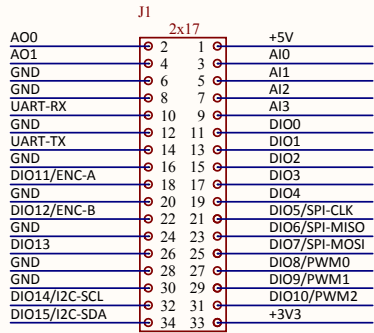 J1
2x17
AO0 2 1 +5V
AO1 4 3 AI0
GND 6 5 AI1
GND 8 7 AI2
UART-RX 10 9 AI3
GND 12 11 DIO0
UART-TX 14 13 DIO1
GND 16 15 DIO2
DIO11/ENC-A 18 17 DIO3
GND 20 19 DIO4
DIO12/ENC-B 22 21 DIO5/SPI-CLK
GND 24 23 DIO6/SPI-MISO
DIO13 26 25 DIO7/SPI-MOSI
GND 28 27 DIO8/PWM0
GND 30 29 DIO9/PWM1
DIO14/I2C-SCL 32 31 DIO10/PWM2
DIO15/I2C-SDA 34 33 +3V3